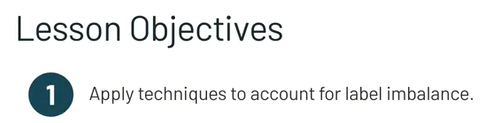 Lesson Objectives
1 Apply techniques to account for label imbalance.